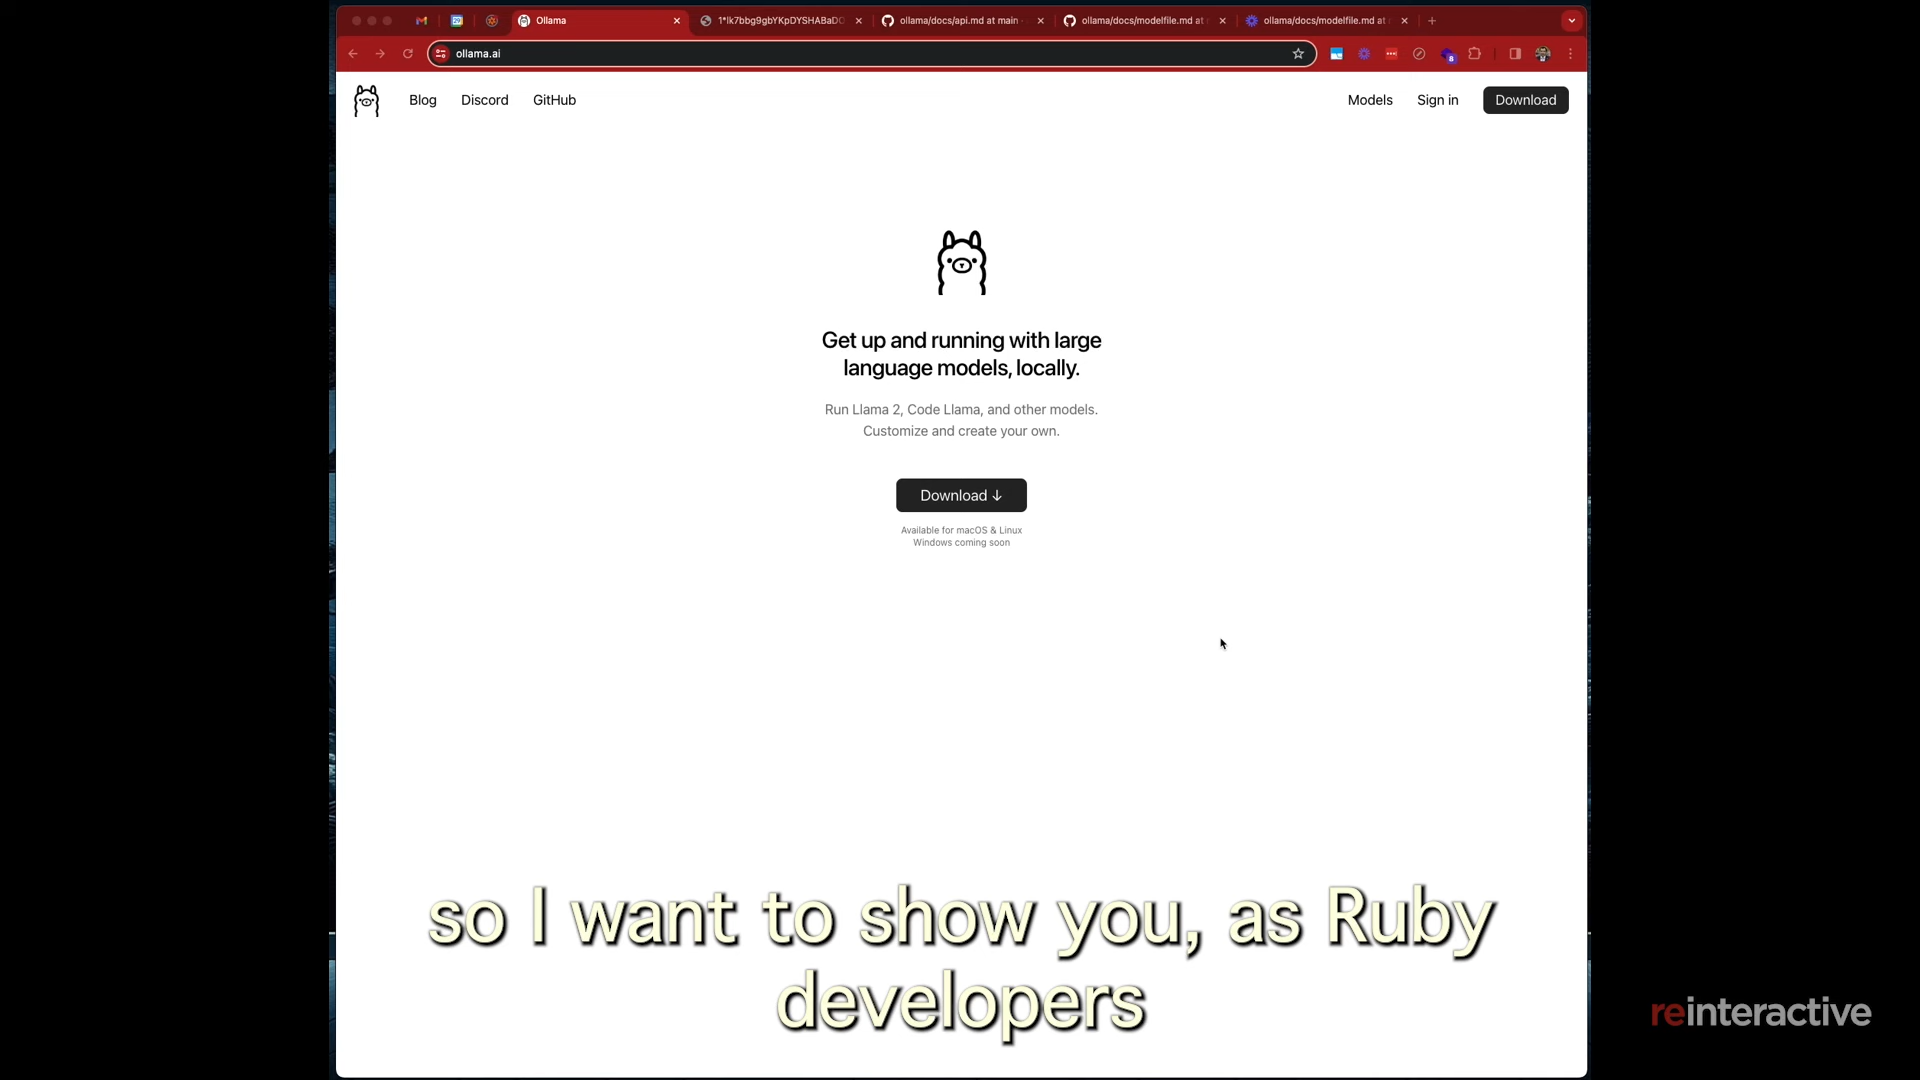 Ollama
1*lk7bbg9gbYKpDYSHABaDC
ollama/docs/api.md at main
ollama/docs/modelfile.md at
ollama/docs/modelfile.md at
ollama.ai
8
Blog
Discord
GitHub
Models
Sign in
Download
Get up and running with large
language models, locally.
Run Llama 2, Code Llama, and other models.
Customize and create your own.
Download ↓
Available for macOS & Linux
Windows coming soon
so I want to show you, as Ruby
developers
reinteractive